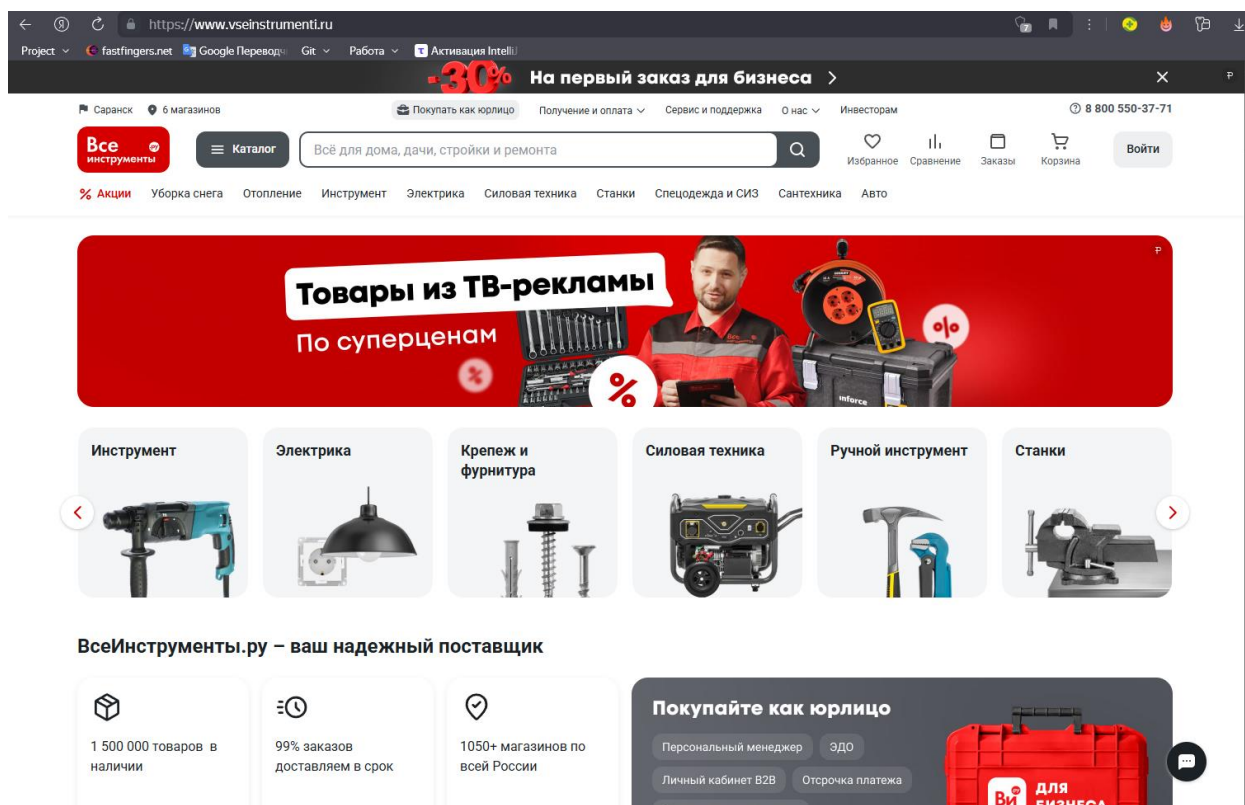 https://www.vseinstrumenti.ru
7
Project
fastfingers.net
Google Переводч
Git
Работа
Активация IntelliJ
-30% На первый заказ для бизнеса
Саранск 6 магазинов
Покупать как юрлицо
Получение и оплата
Сервис и поддержка
О нас
Инвесторам
8 800 550-37-71
Все
инструменты
Каталог
Всё для дома, дачи, стройки и ремонта
Избранное
Сравнение
Заказы
Корзина
Войти
% Акции
Уборка снега
Отопление
Инструмент
Электрика
Силовая техника
Станки
Спецодежда и СИЗ
Сантехника
Авто
Товары из ТВ-рекламы
По суперценам
%
%
%
inforce
Инструмент
Электрика
Крепеж и
фурнитура
Силовая техника
Ручной инструмент
Станки
ВсеИнструменты.ру – ваш надежный поставщик
1 500 000 товаров в
наличии
99% заказов
доставляем в срок
1050+ магазинов по
всей России
Покупайте как юрлицо
Персональный менеджер
ЭДО
Личный кабинет B2B
Отсрочка платежа
Ви
ДЛЯ
БИЗНЕСА